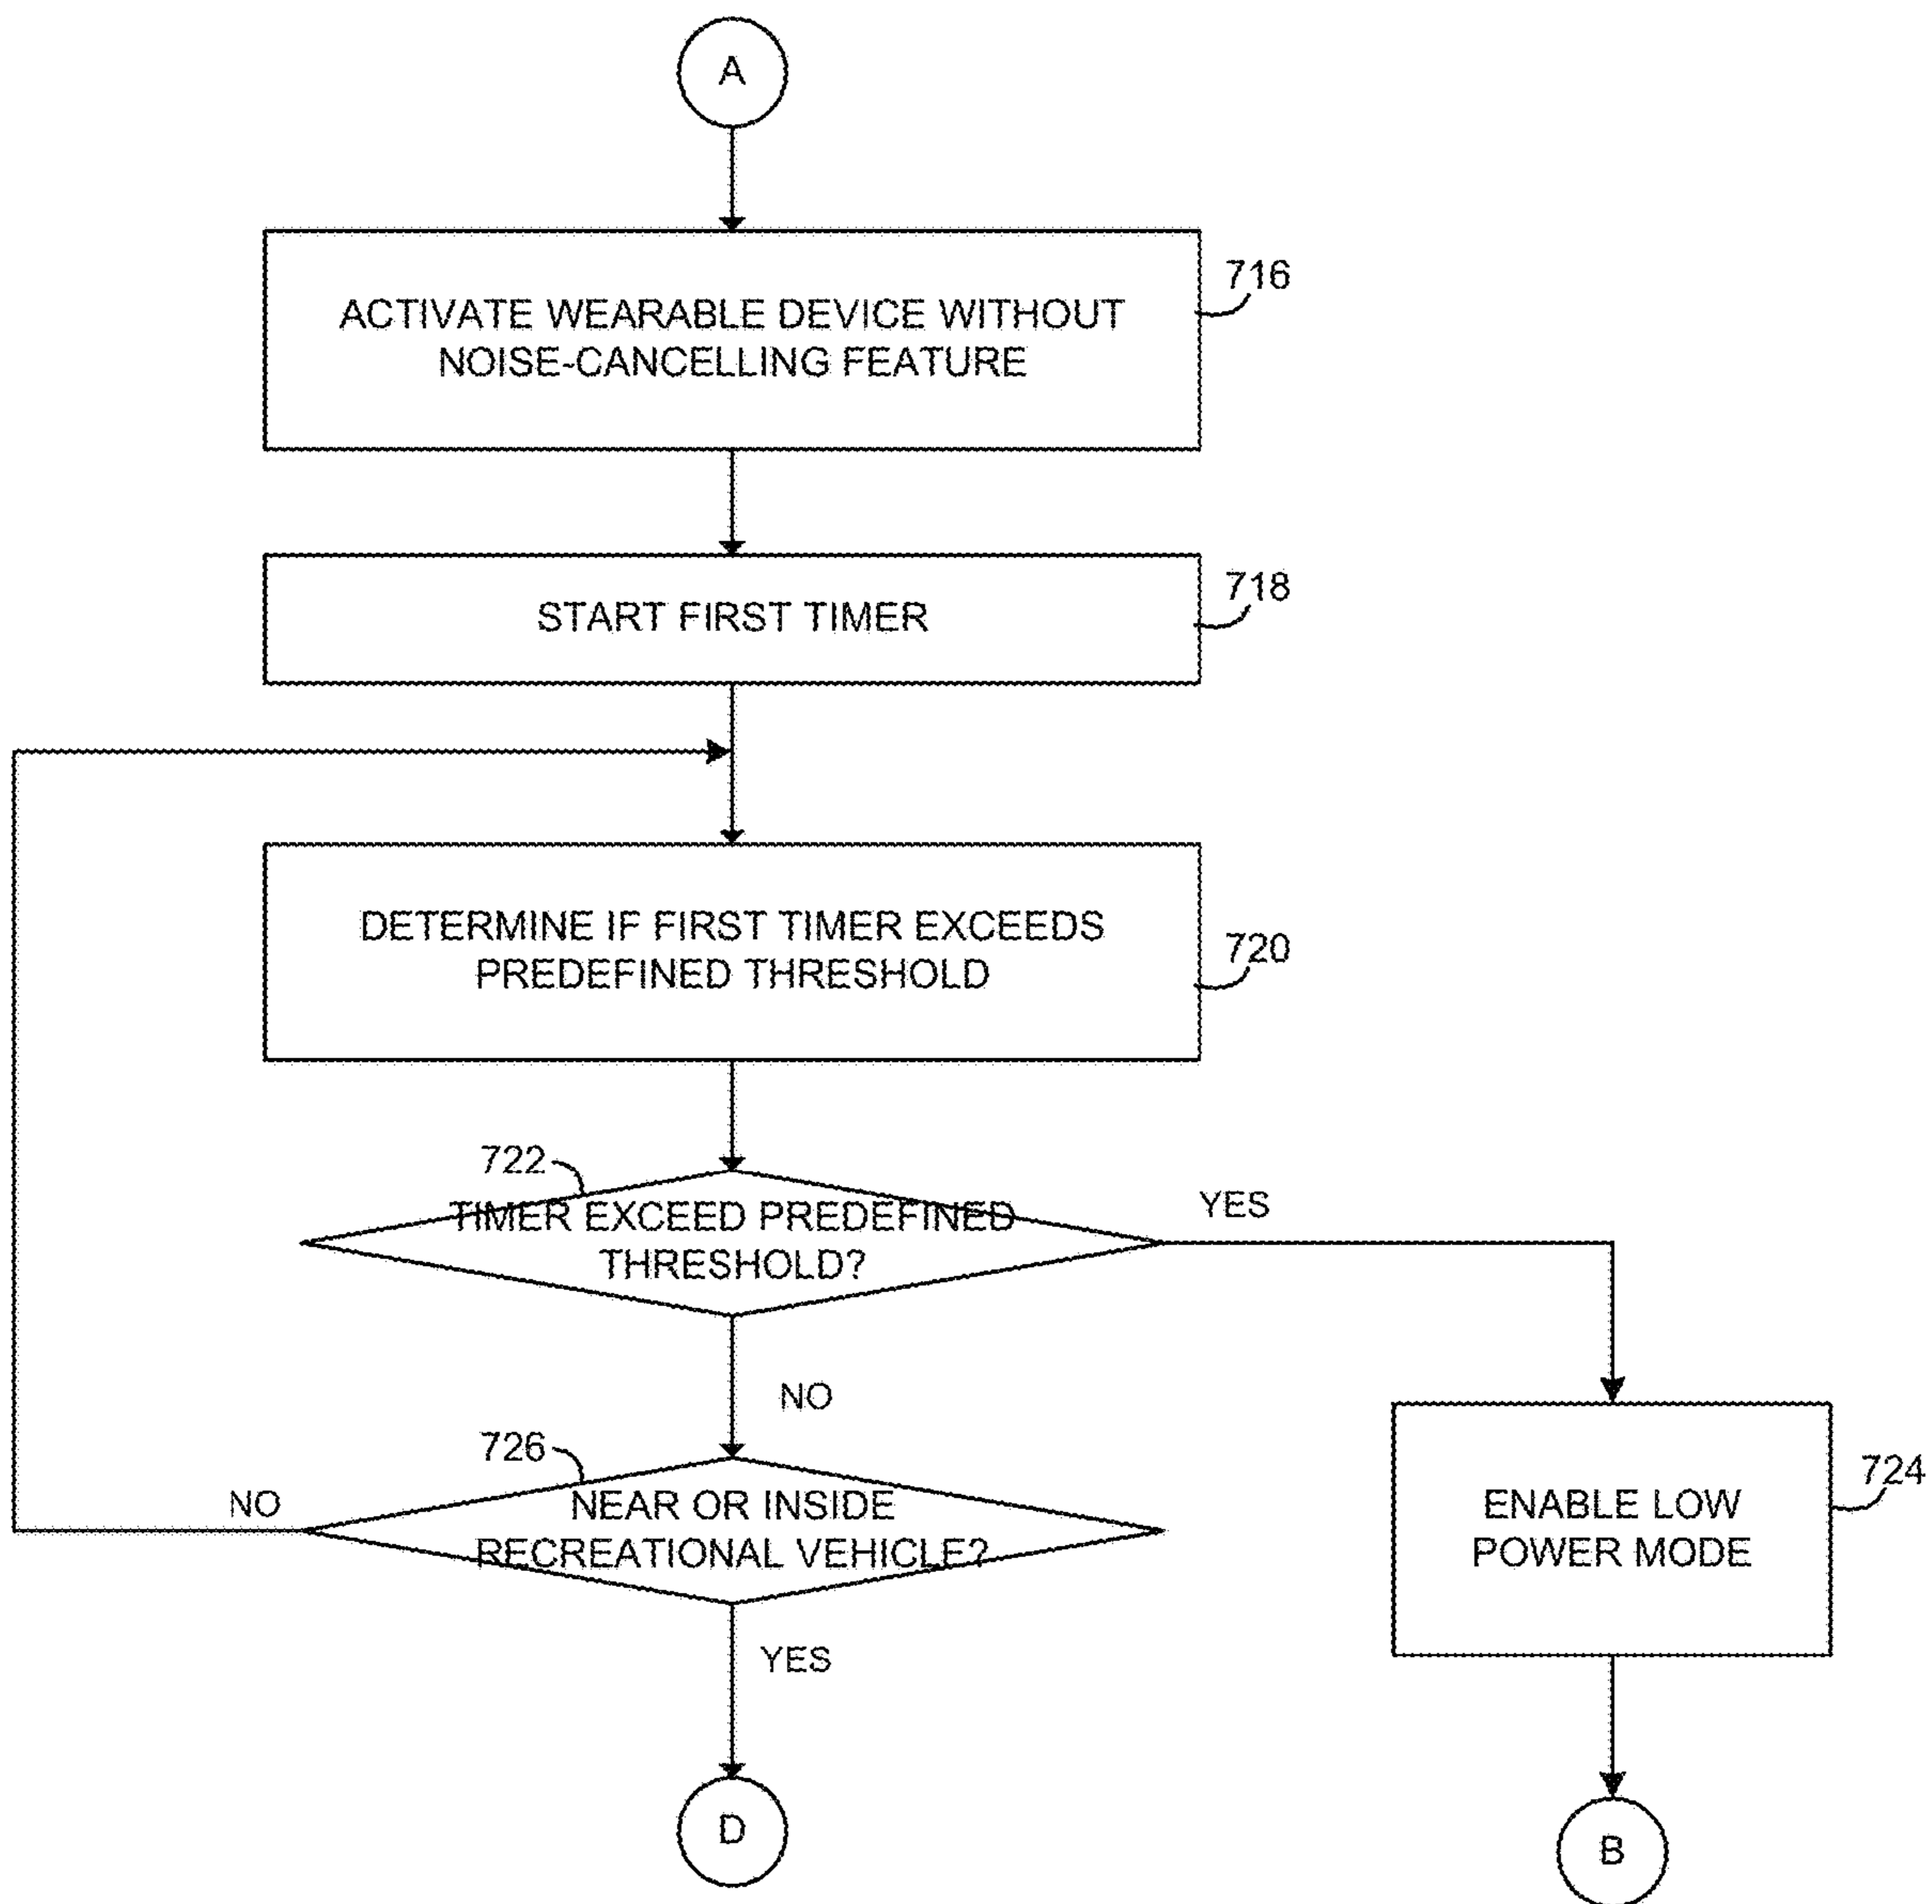 A
ACTIVATE WEARABLE DEVICE WITHOUT
NOISE-CANCELLING FEATURE
716
START FIRST TIMER
718
DETERMINE IF FIRST TIMER EXCEEDS
PREDEFINED THRESHOLD
720
722
TIMER EXCEED PREDEFINED
THRESHOLD?
YES
NO
726
NEAR OR INSIDE
RECREATIONAL VEHICLE?
NO
YES
724
ENABLE LOW
POWER MODE
D
B